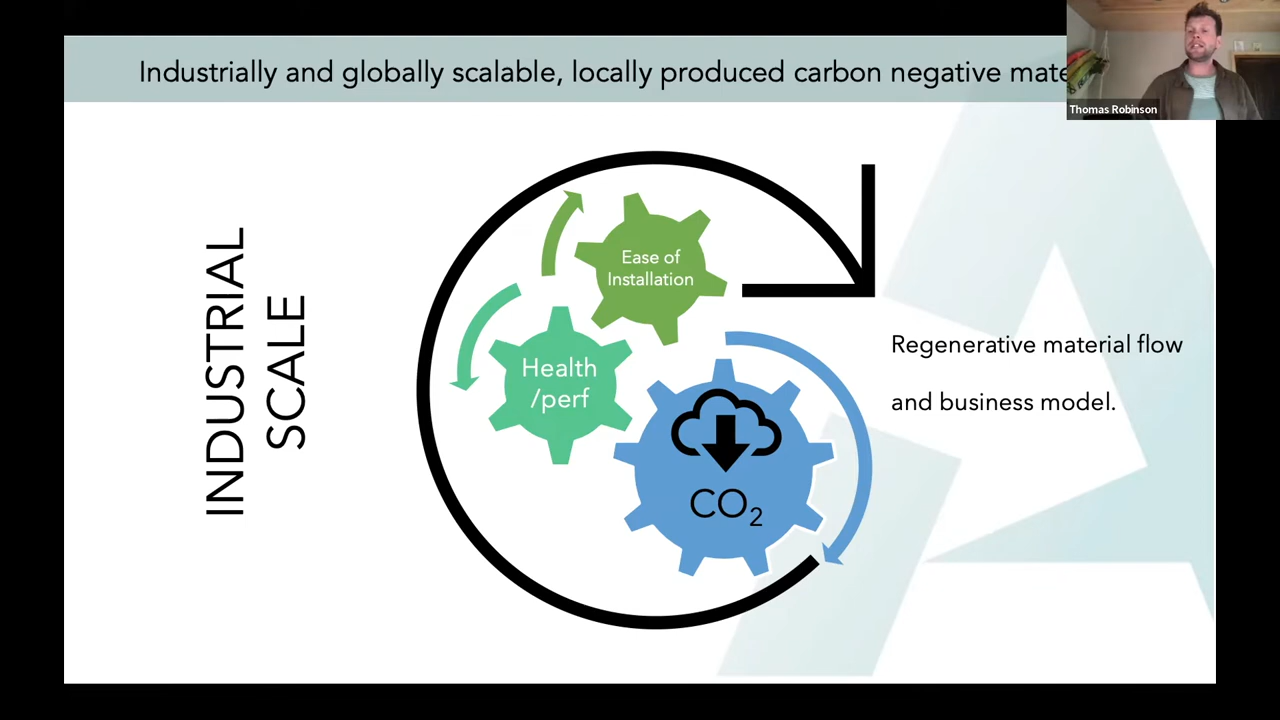 Industrially and globally scalable, locally produced carbon negative
Thomas Robinson
INDUSTRIAL
SCALE
Ease of
Installation
Health
/perf
CO₂
Regenerative material flow
and business model.